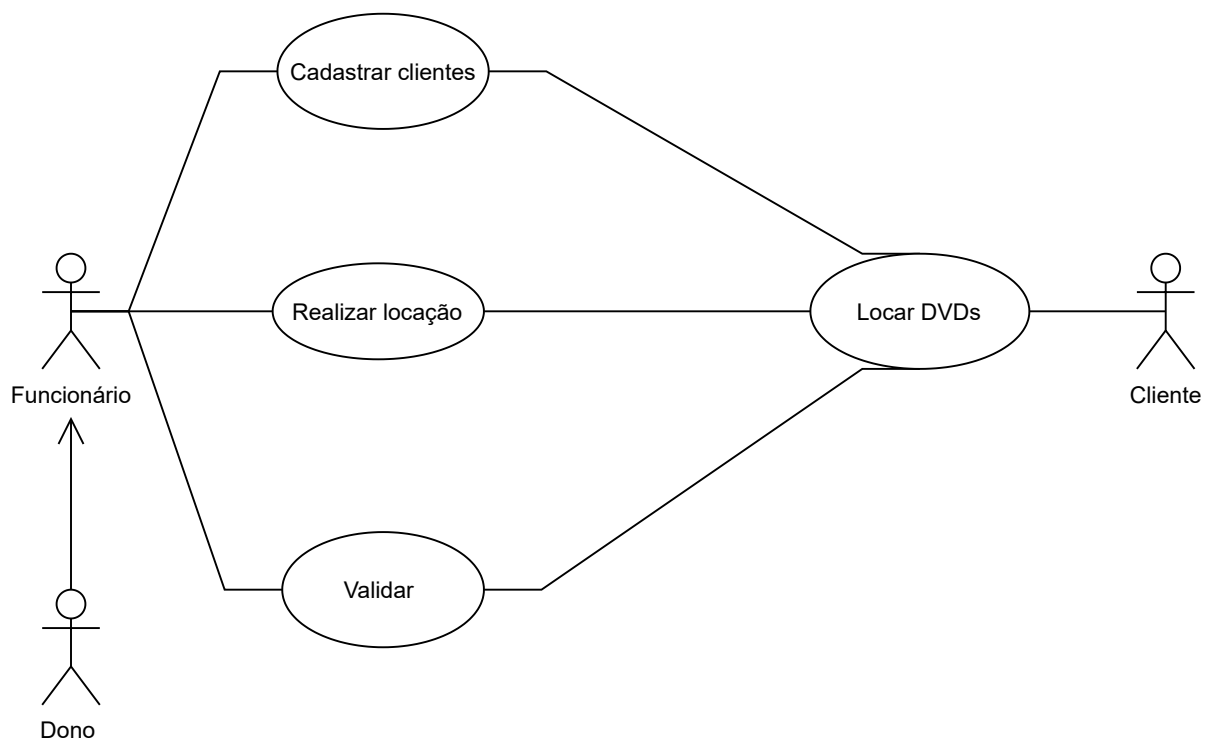 Cadastrar clientes
Realizar locação
Locar DVDs
Funcionário
Cliente
Validar
Dono